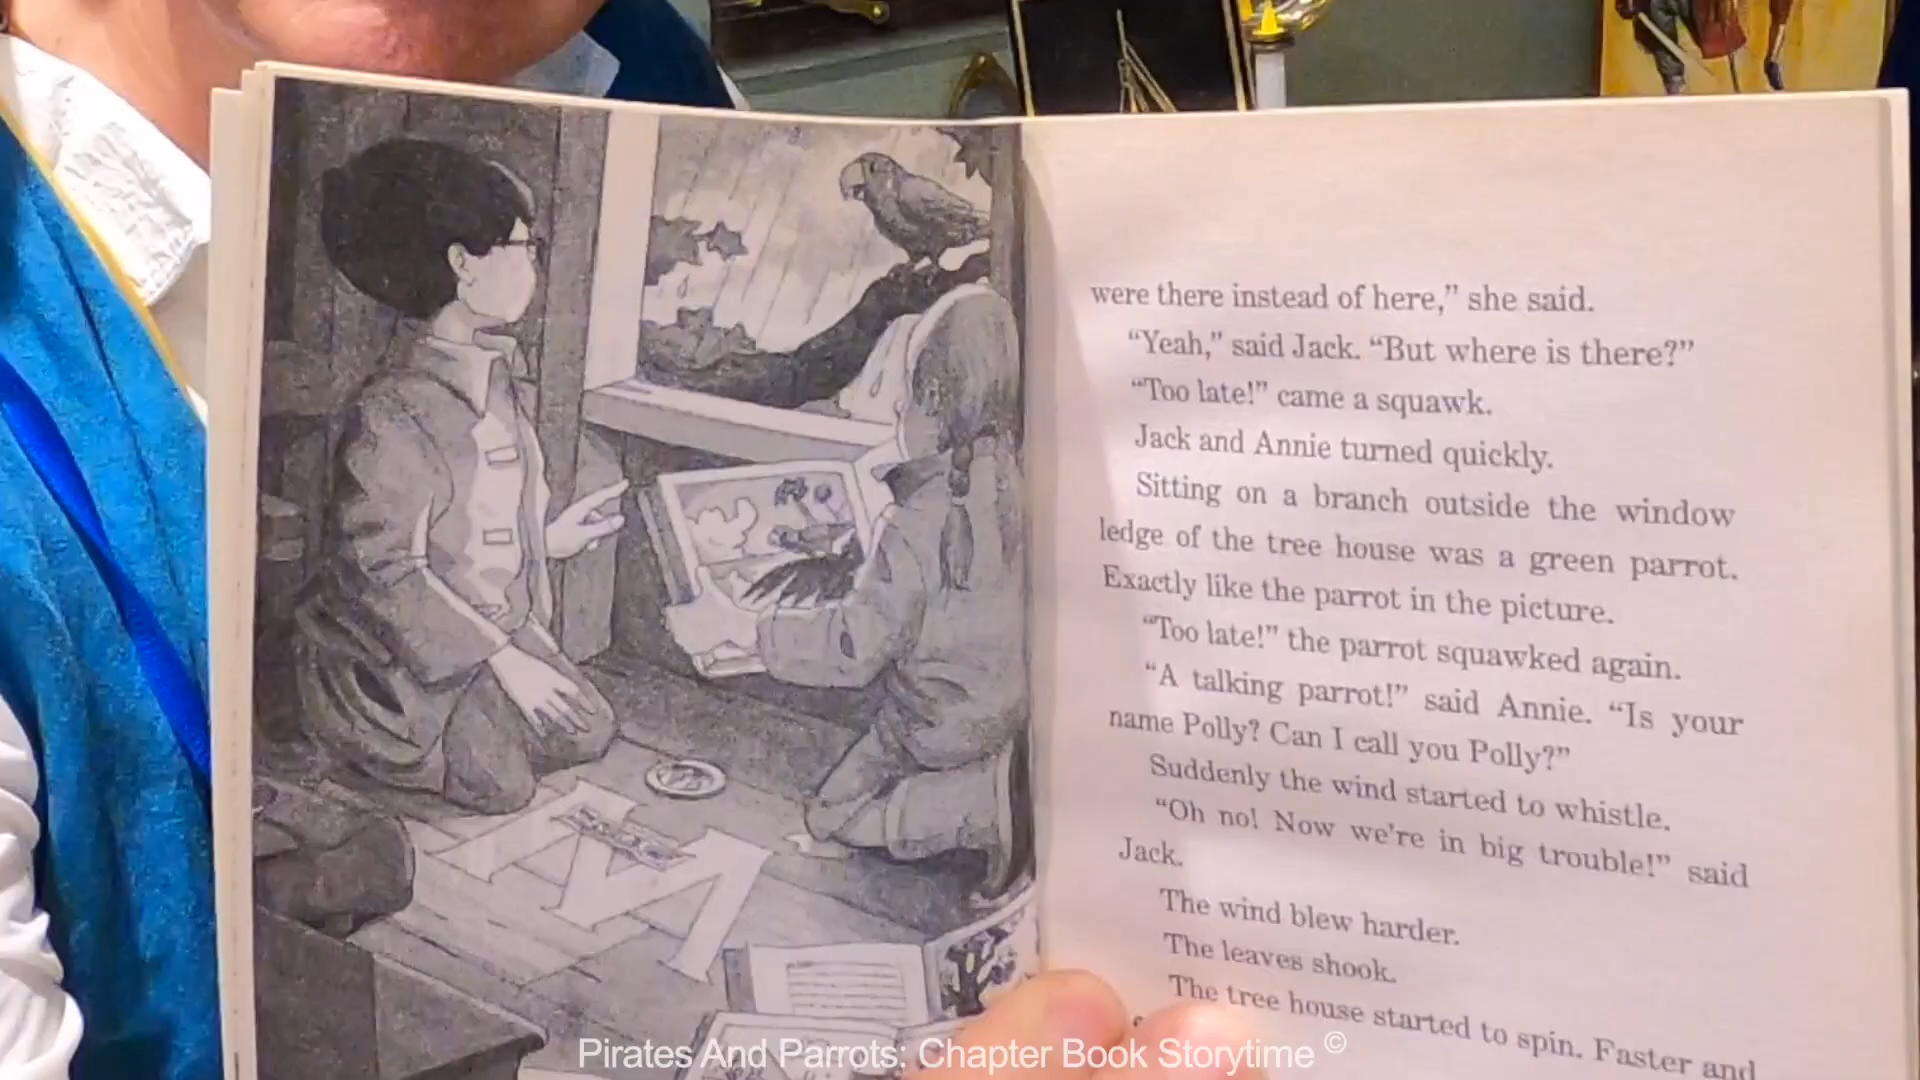 were there instead of here,” she said.
“Yeah,” said Jack. “But where is there?”
“Too late!” came a squawk.
Jack and Annie turned quickly.
Sitting on a branch outside the window
ledge of the tree house was a green parrot.
Exactly like the parrot in the picture.
“Too late!” the parrot squawked again.
“A talking parrot!” said Annie. “Is your
name Polly? Can I call you Polly?”
Suddenly the wind started to whistle.
“Oh no! Now we're in big trouble!” said
Jack.
The wind blew harder.
The leaves shook.
The tree house started to spin. Faster and
M
Pirates And Parrots: Chapter Book Storytime ©